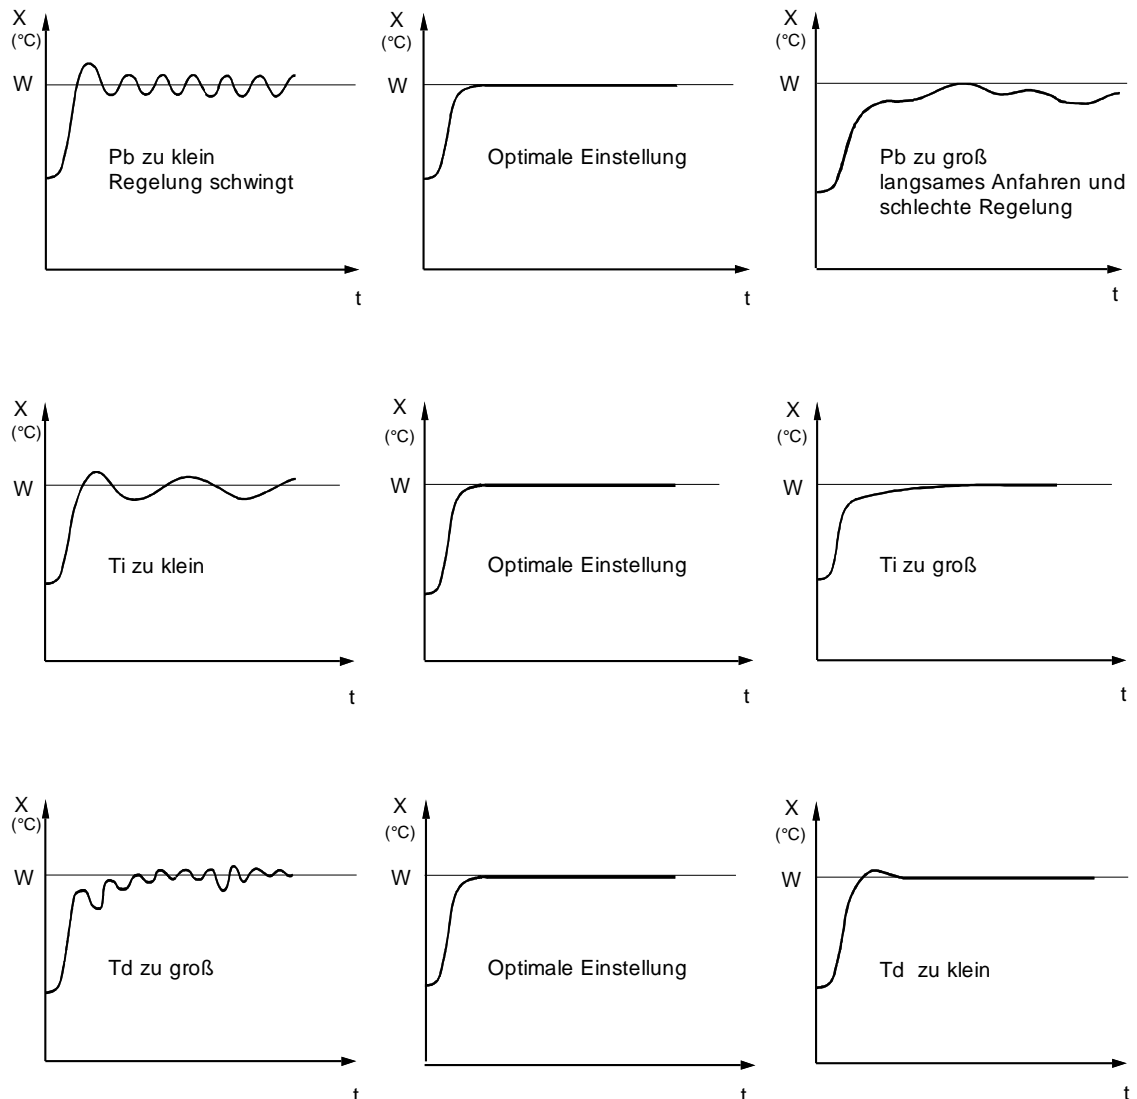 X
(°C)
W
Pb zu klein
Regelung schwingt
t
X
(°C)
W
Optimale Einstellung
t
X
(°C)
W
Pb zu groß
langsames Anfahren und
schlechte Regelung
t
X
(°C)
W
Ti zu klein
t
X
(°C)
W
Optimale Einstellung
t
X
(°C)
W
Ti zu groß
t
X
(°C)
W
Td zu groß
t
X
(°C)
W
Optimale Einstellung
t
X
(°C)
W
Td zu klein
t